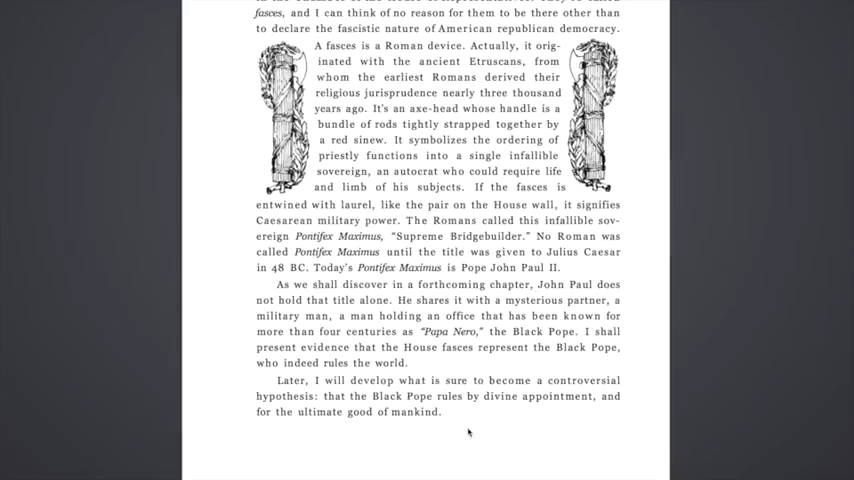 fasces, and I can think of no reason for them to be there other than
to declare the fascistic nature of American republican democracy.
A fasces is a Roman device. Actually, it orig-
inated with the ancient Etruscans, from
whom the earliest Romans derived their
religious jurisprudence nearly three thousand
years ago. It's an axe-head whose handle is a
bundle of rods tightly strapped together by
a red sinew. It symbolizes the ordering of
priestly functions into a single infallible
sovereign, an autocrat who could require life
and limb of his subjects. If the fasces is
entwined with laurel, like the pair on the House wall, it signifies
Caesarean military power. The Romans called this infallible sov-
ereign Pontifex Maximus, “Supreme Bridgebuilder.” No Roman was
called Pontifex Maximus until the title was given to Julius Caesar
in 48 BC. Today's Pontifex Maximus is Pope John Paul II.
As we shall discover in a forthcoming chapter, John Paul does
not hold that title alone. He shares it with a mysterious partner, a
military man, a man holding an office that has been known for
more than four centuries as “Papa Nero,” the Black Pope. I shall
present evidence that the House fasces represent the Black Pope,
who indeed rules the world.
Later, I will develop what is sure to become a controversial
hypothesis: that the Black Pope rules by divine appointment, and
for the ultimate good of mankind.